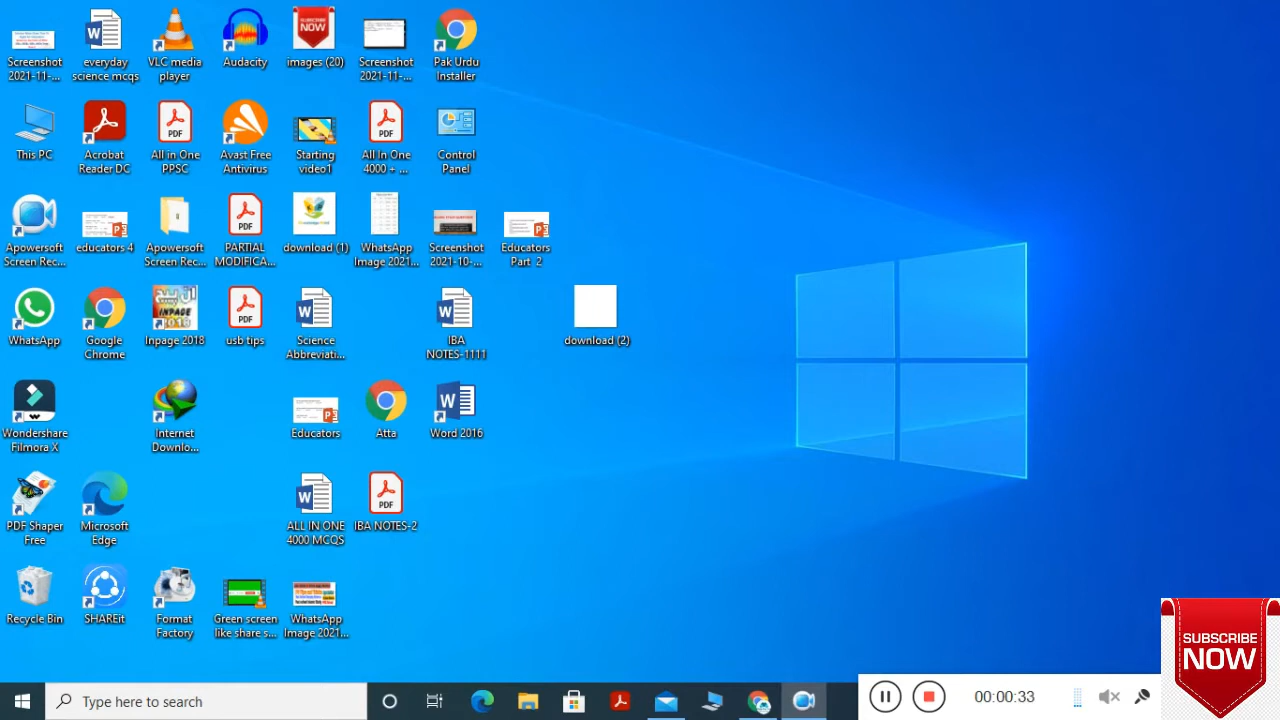 Screenshot
2021-11-...
everyday
science mcqs
VLC media
player
Audacity
images (20)
Screenshot
2021-11-...
Pak Urdu
Installer
This PC
Acrobat
Reader DC
PDF
All in One
PPSC
Avast Free
Antivirus
Starting
video1
PDF
All In One
4000 + ...
Control
Panel
Apowersoft
Screen Rec...
educators 4
Apowersoft
Screen Rec...
PDF
PARTIAL
MODIFICA...
download (1)
WhatsApp
Image 2021...
Screenshot
2021-10-...
Educators
Part 2
WhatsApp
Google
Chrome
ان پیج
INPAGE
2018
Inpage 2018
PDF
usb tips
Science
Abbreviati...
IBA
NOTES-1111
download (2)
Wondershare
Filmora X
Internet
Downlo...
Educators
Atta
Word 2016
PDF Shaper
Free
Microsoft
Edge
ALL IN ONE
4000 MCQS
PDF
IBA NOTES-2
Recycle Bin
SHAREit
Format
Factory
Green screen
like share s...
WhatsApp
Image 2021...
Type here to search
00:00:33
SUBSCRIBE
NOW